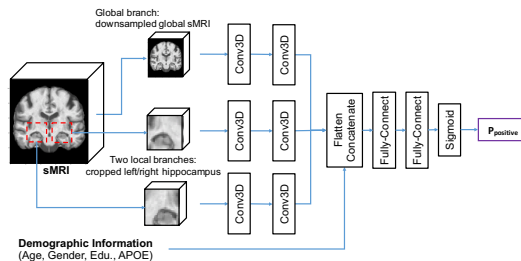 Global branch:
downsampled global sMRI
Conv3D
Conv3D
sMRI
Two local branches:
cropped left/right hippocampus
Conv3D
Conv3D
Conv3D
Conv3D
Flatten
Concatenate
Fully-Connect
Fully-Connect
Sigmoid
Ppositive
Demographic Information
(Age, Gender, Edu., APOE)